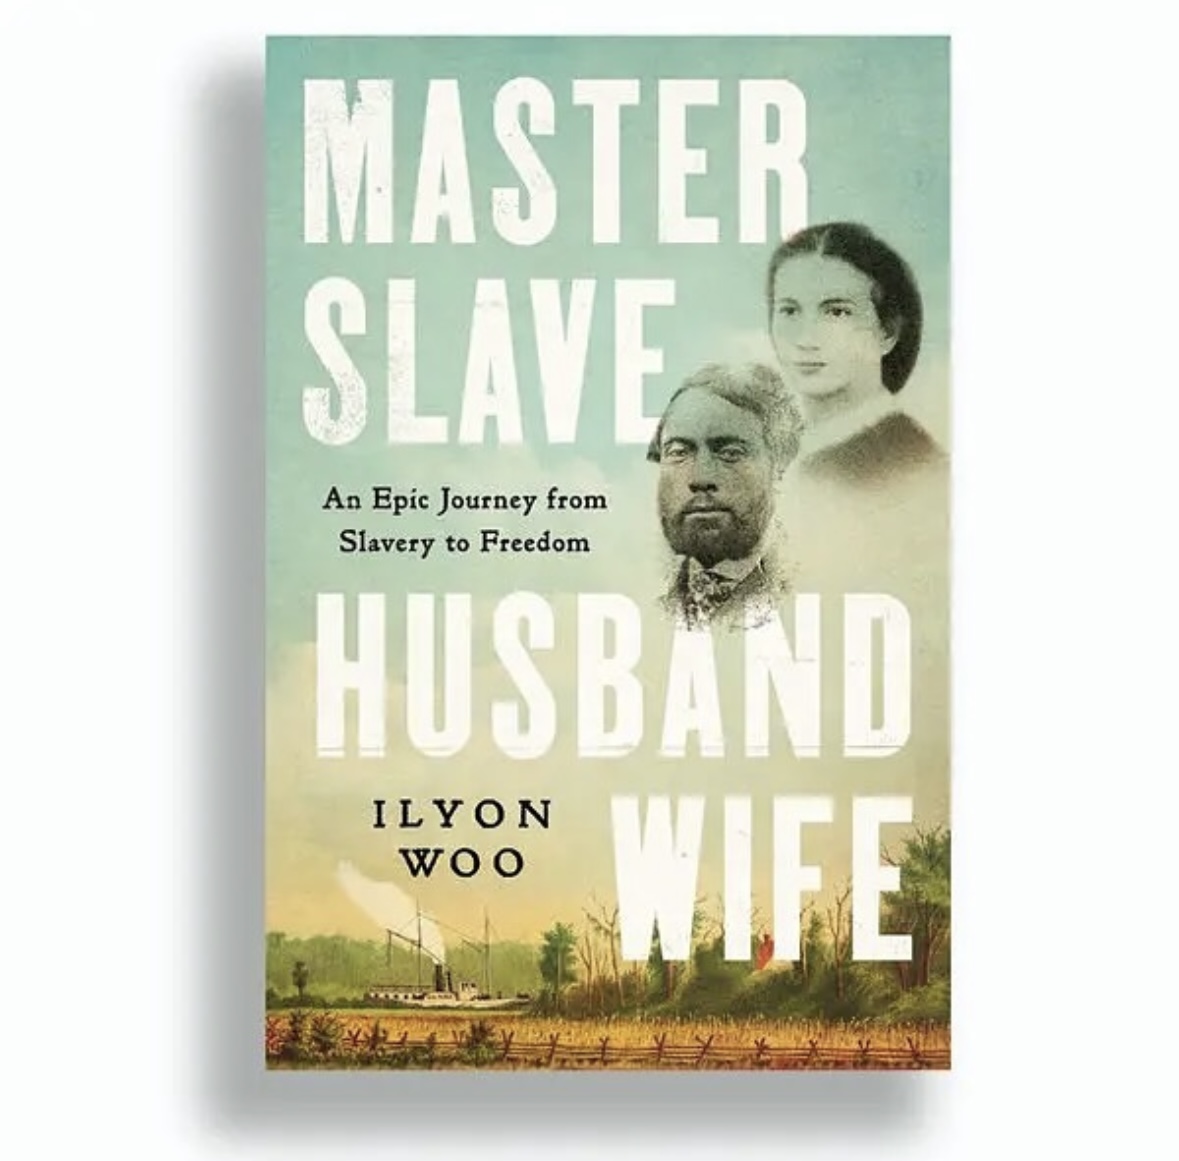 MASTER
SLAVE
An Epic Journey from
Slavery to Freedom
HUSBAND
WIFE
ILYON
WOO